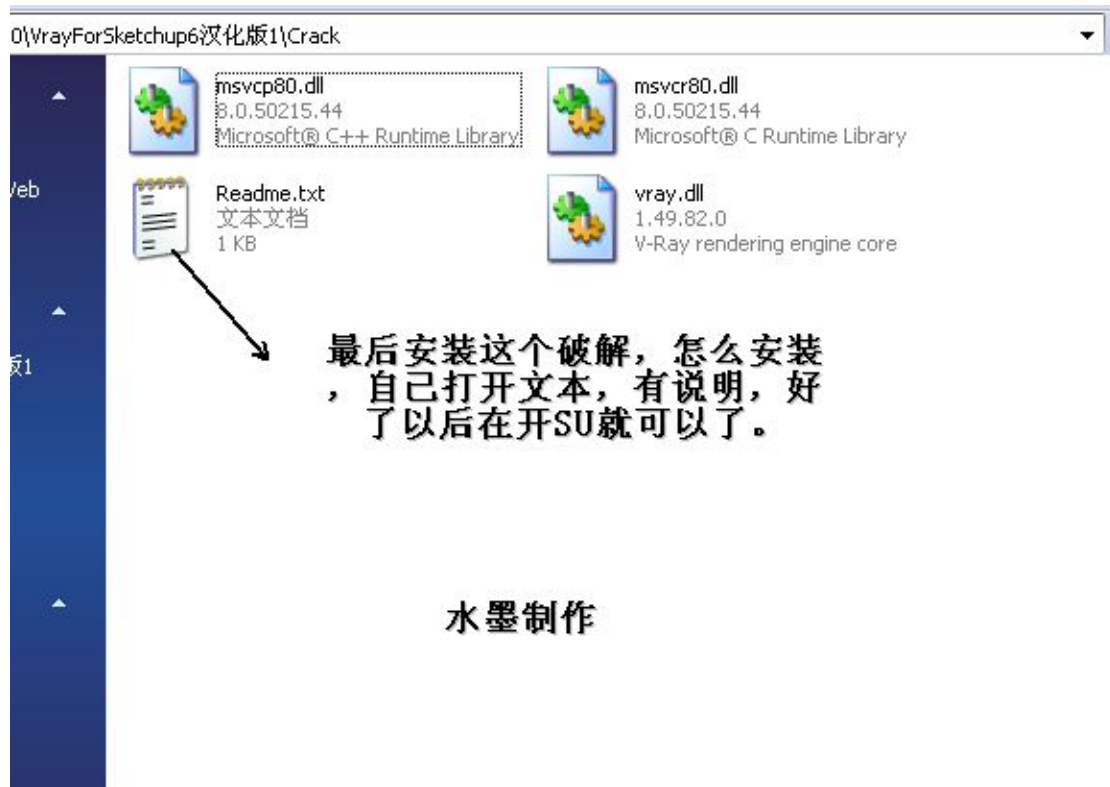 0\VrayForSketchup6汉化版1\Crack
msvcp80.dll
8.0.50215.44
Microsoft® C++ Runtime Library
msvcr80.dll
8.0.50215.44
Microsoft® C Runtime Library
Web
Readme.txt
文本文档
1 KB
vray.dll
1.49.82.0
V-Ray rendering engine core
版1
最后安装这个破解，怎么安装
，自己打开文本，有说明，好
了以后在开SU就可以了。
水墨制作